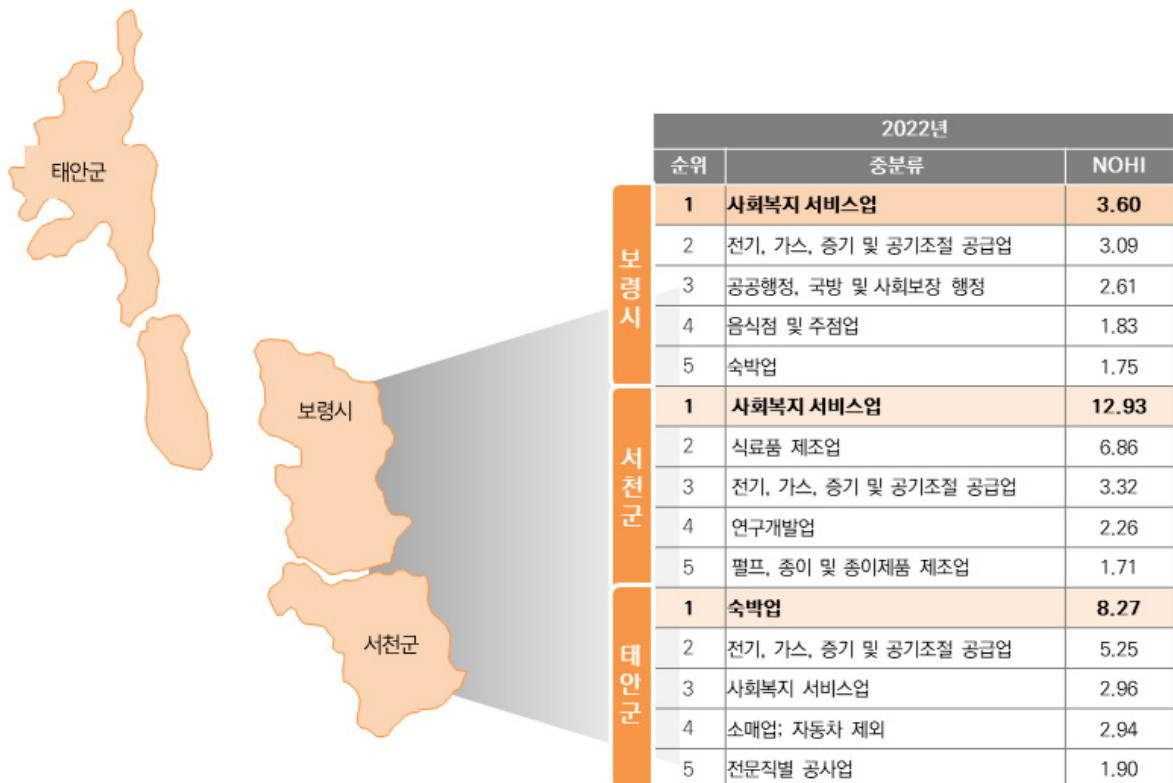 태안군
보령시
서천군
2022년
순위 중분류 NOHI
보령시
1 사회복지 서비스업 3.60
2 전기, 가스, 증기 및 공기조절 공급업 3.09
3 공공행정, 국방 및 사회보장 행정 2.61
4 음식점 및 주점업 1.83
5 숙박업 1.75
서천군
1 사회복지 서비스업 12.93
2 식료품 제조업 6.86
3 전기, 가스, 증기 및 공기조절 공급업 3.32
4 연구개발업 2.26
5 펄프, 종이 및 종이제품 제조업 1.71
태안군
1 숙박업 8.27
2 전기, 가스, 증기 및 공기조절 공급업 5.25
3 사회복지 서비스업 2.96
4 소매업; 자동차 제외 2.94
5 전문직별 공사업 1.90